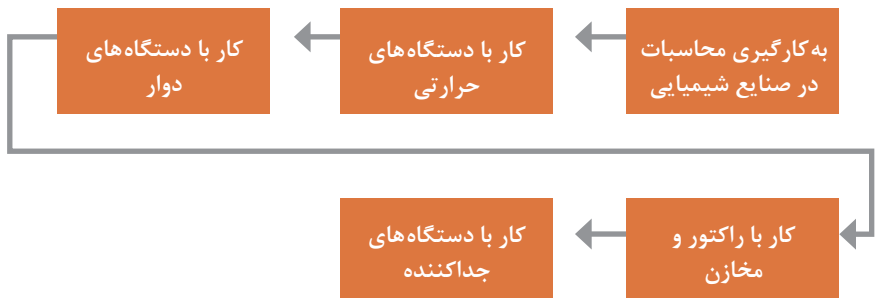 به‌کارگیری محاسبات
در صنایع شیمیایی
کار با دستگاه‌های
حرارتی
کار با دستگاه‌های
دوار
کار با راکتور و
مخازن
کار با دستگاه‌های
جداکننده